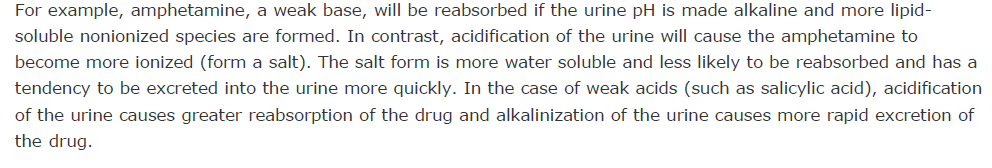 For example, amphetamine, a weak base, will be reabsorbed if the urine pH is made alkaline and more lipid-
soluble nonionized species are formed. In contrast, acidification of the urine will cause the amphetamine to
become more ionized (form a salt). The salt form is more water soluble and less likely to be reabsorbed and has a
tendency to be excreted into the urine more quickly. In the case of weak acids (such as salicylic acid), acidification
of the urine causes greater reabsorption of the drug and alkalinization of the urine causes more rapid excretion of
the drug.